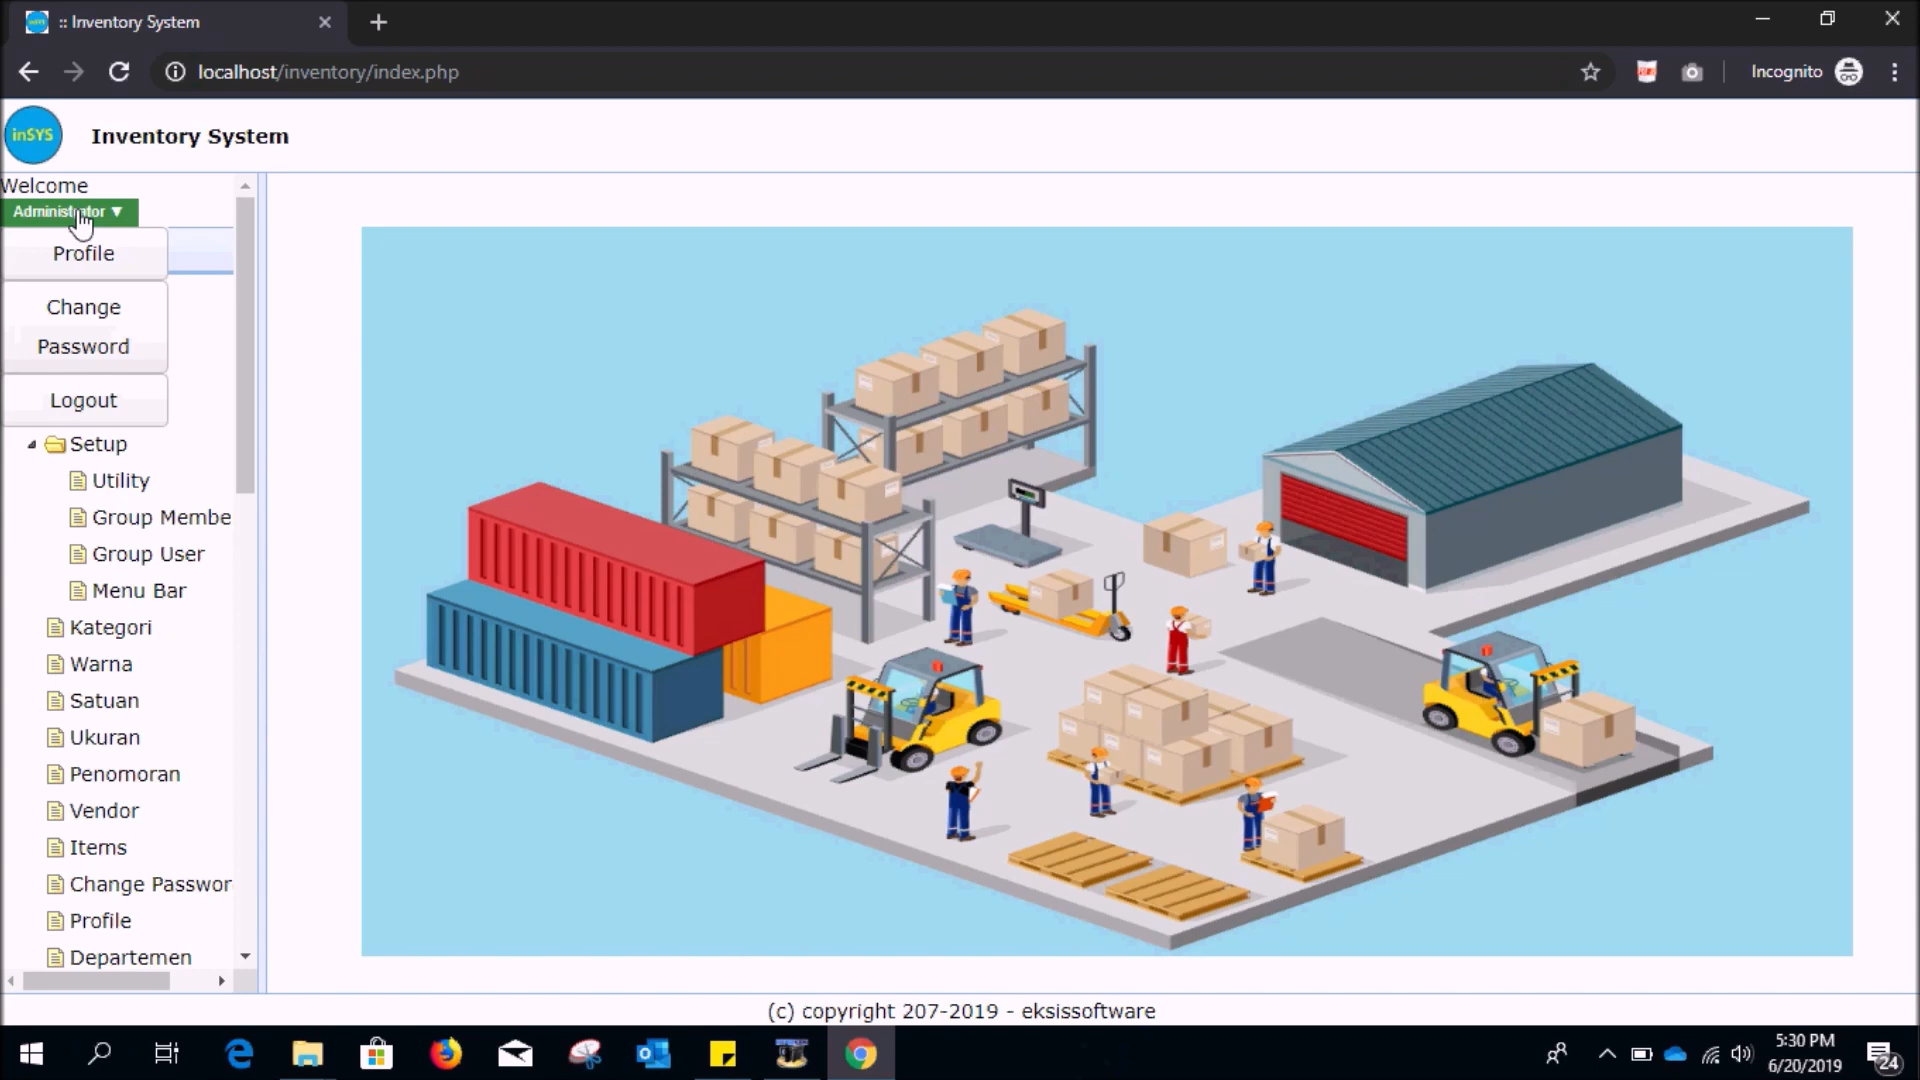 :: Inventory System
localhost/inventory/index.php
Incognito
inSYS
Inventory System
Welcome
Administrator ▼
Profile
Change
Password
Logout
Setup
Utility
Group Membe
Group User
Menu Bar
Kategori
Warna
Satuan
Ukuran
Penomoran
Vendor
Items
Change Passwor
Profile
Departemen
(c) copyright 207-2019 - eksissoftware
5:30 PM
6/20/2019
24